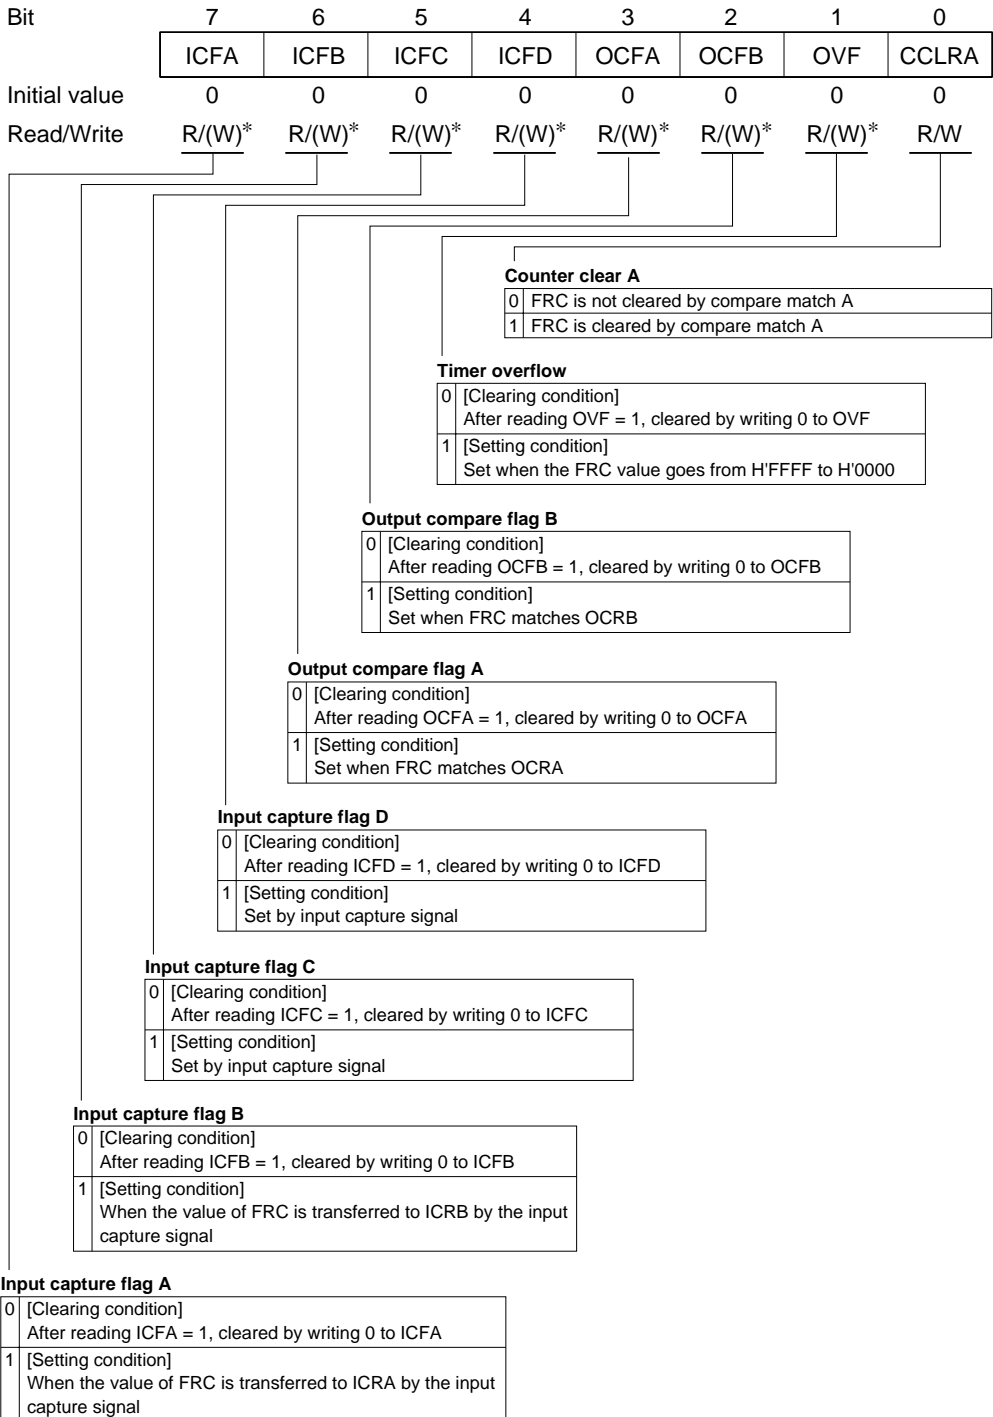 Bit 7 6 5 4 3 2 1 0
ICFA ICFB ICFC ICFD OCFA OCFB OVF CCLRA
Initial value 0 0 0 0 0 0 0 0
Read/Write R/(W)* R/(W)* R/(W)* R/(W)* R/(W)* R/(W)* R/(W)* R/W
Counter clear A
0 FRC is not cleared by compare match A
1 FRC is cleared by compare match A
Timer overflow
0 [Clearing condition]
After reading OVF = 1, cleared by writing 0 to OVF
1 [Setting condition]
Set when the FRC value goes from H'FFFF to H'0000
Output compare flag B
0 [Clearing condition]
After reading OCFB = 1, cleared by writing 0 to OCFB
1 [Setting condition]
Set when FRC matches OCRB
Output compare flag A
0 [Clearing condition]
After reading OCFA = 1, cleared by writing 0 to OCFA
1 [Setting condition]
Set when FRC matches OCRA
Input capture flag D
0 [Clearing condition]
After reading ICFD = 1, cleared by writing 0 to ICFD
1 [Setting condition]
Set by input capture signal
Input capture flag C
0 [Clearing condition]
After reading ICFC = 1, cleared by writing 0 to ICFC
1 [Setting condition]
Set by input capture signal
Input capture flag B
0 [Clearing condition]
After reading ICFB = 1, cleared by writing 0 to ICFB
1 [Setting condition]
When the value of FRC is transferred to ICRB by the input
capture signal
Input capture flag A
0 [Clearing condition]
After reading ICFA = 1, cleared by writing 0 to ICFA
1 [Setting condition]
When the value of FRC is transferred to ICRA by the input
capture signal